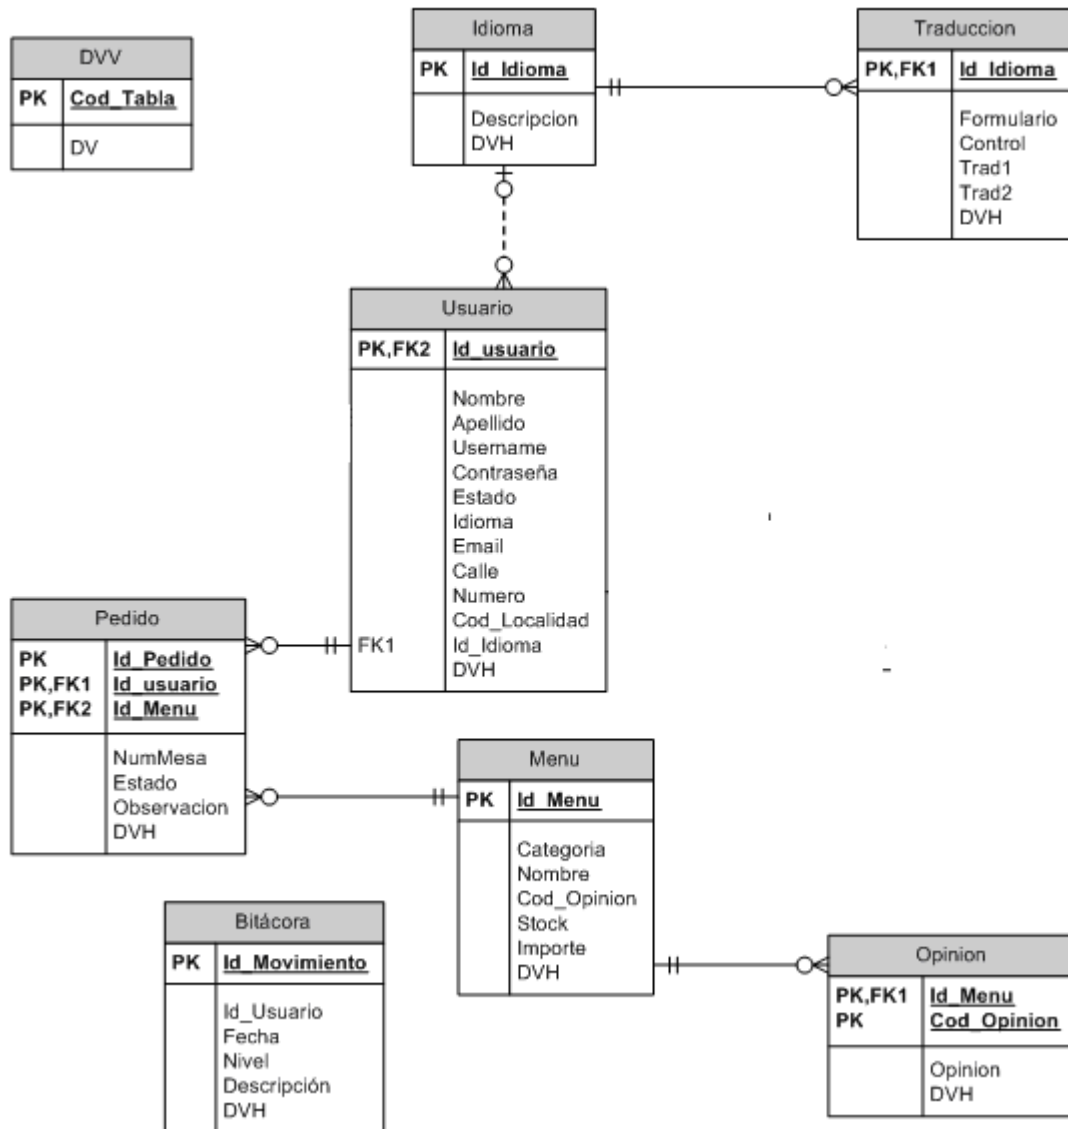 DVV
PK Cod_Tabla
DV
Idioma
PK Id_Idioma
Descripcion
DVH
Traduccion
PK,FK1 Id_Idioma
Formulario
Control
Trad1
Trad2
DVH
Usuario
PK,FK2 Id_usuario
Nombre
Apellido
Username
Contraseña
Estado
Idioma
Email
Calle
Numero
Cod_Localidad
FK1 Id_Idioma
DVH
Pedido
PK Id_Pedido
PK,FK1 Id_usuario
PK,FK2 Id_Menu
NumMesa
Estado
Observacion
DVH
Menu
PK Id_Menu
Categoria
Nombre
Cod_Opinion
Stock
Importe
DVH
Bitácora
PK Id_Movimiento
Id_Usuario
Fecha
Nivel
Descripción
DVH
Opinion
PK,FK1 Id_Menu
PK Cod_Opinion
Opinion
DVH